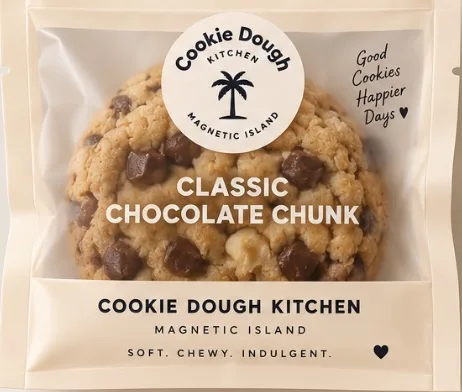 Cookie Dough
KITCHEN
MAGNETIC ISLAND
Good
Cookies
Happier
Days ♥
CLASSIC
CHOCOLATE CHUNK
COOKIE DOUGH KITCHEN
MAGNETIC ISLAND
SOFT. CHEWY. INDULGENT. ♥